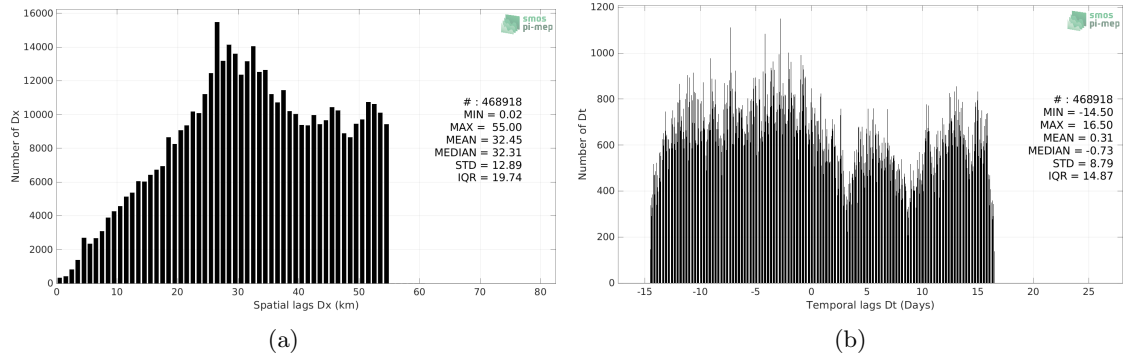 16000
14000
12000
10000
8000
6000
4000
2000
0
Number of Dx
0 10 20 30 40 50 60 70 80
Spatial lags Dx (km)
smos
pi-mep
# : 468918
MIN = 0.02
MAX = 55.00
MEAN = 32.45
MEDIAN = 32.31
STD = 12.89
IQR = 19.74
(a)
1200
1000
800
600
400
200
0
Number of Dt
-15 -10 -5 0 5 10 15 20 25
Temporal lags Dt (Days)
smos
pi-mep
# : 468918
MIN = -14.50
MAX = 16.50
MEAN = 0.31
MEDIAN = -0.73
STD = 8.79
IQR = 14.87
(b)